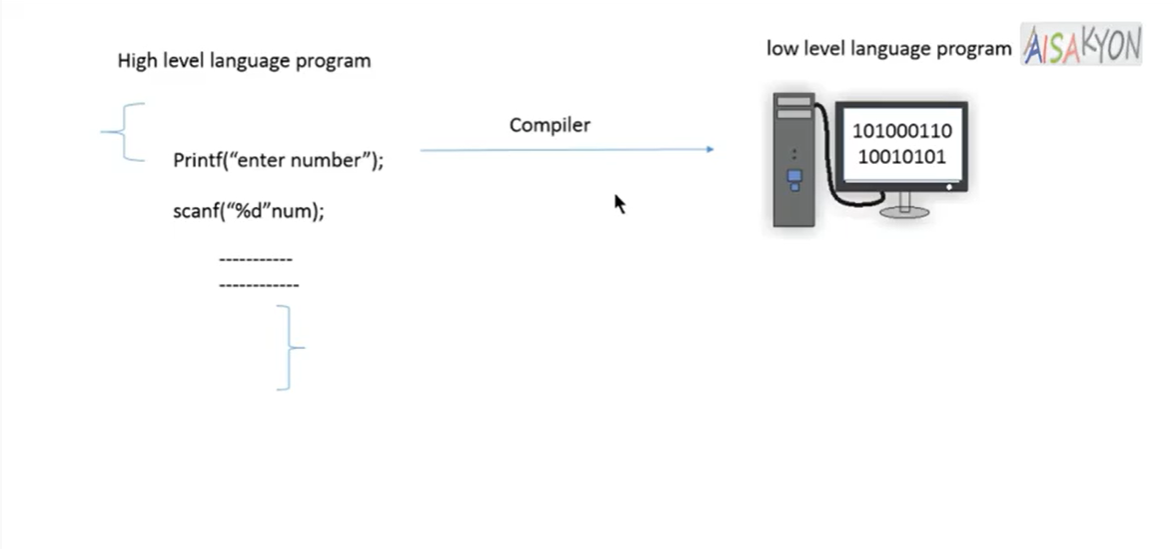 High level language program
low level language program
AISAKYON
Compiler
101000110
10010101
Printf(“enter number”);
scanf(“%d”num);
-----------
------------